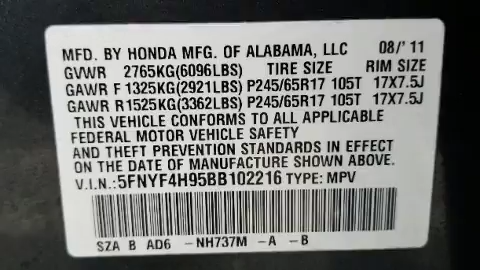 MFD. BY HONDA MFG. OF ALABAMA, LLC 08/'11
GVWR 2765KG(6096LBS) TIRE SIZE RIM SIZE
GAWR F 1325KG(2921LBS) P245/65R17 105T 17X7.5J
GAWR R 1525KG(3362LBS) P245/65R17 105T 17X7.5J
THIS VEHICLE CONFORMS TO ALL APPLICABLE
FEDERAL MOTOR VEHICLE SAFETY
AND THEFT PREVENTION STANDARDS IN EFFECT
ON THE DATE OF MANUFACTURE SHOWN ABOVE.
V.I.N.: 5FNYF4H95BB102216 TYPE: MPV
SZA B AD6 -NH737M -A -B